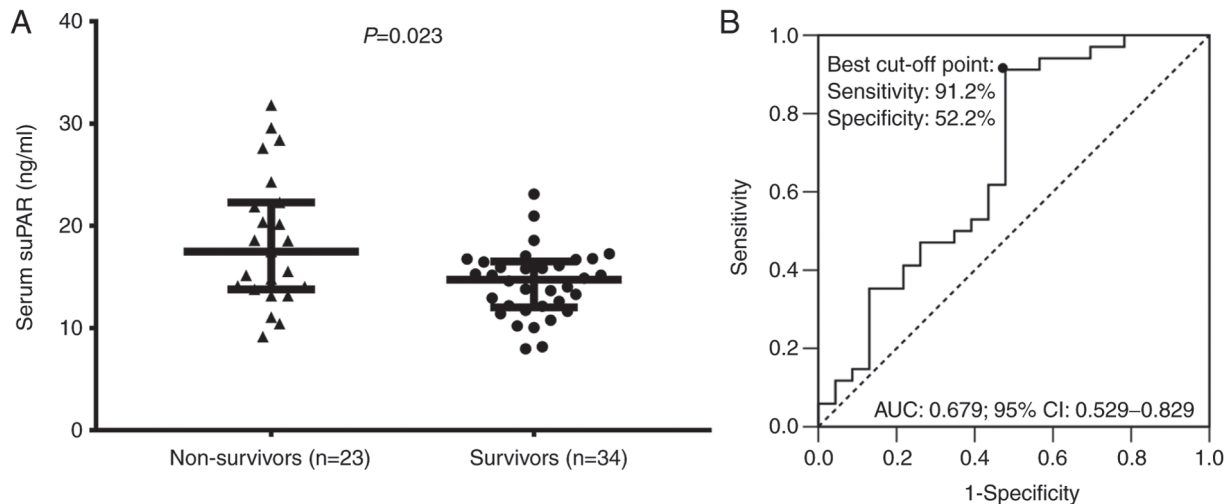 A
40
30
20
10
0
Serum suPAR (ng/ml)
P=0.023
Non-survivors (n=23)
Survivors (n=34)
B
1.0
0.8
0.6
0.4
0.2
0.0
Sensitivity
Best cut-off point:
Sensitivity: 91.2%
Specificity: 52.2%
AUC: 0.679; 95% CI: 0.529–0.829
0.0 0.2 0.4 0.6 0.8 1.0
1-Specificity